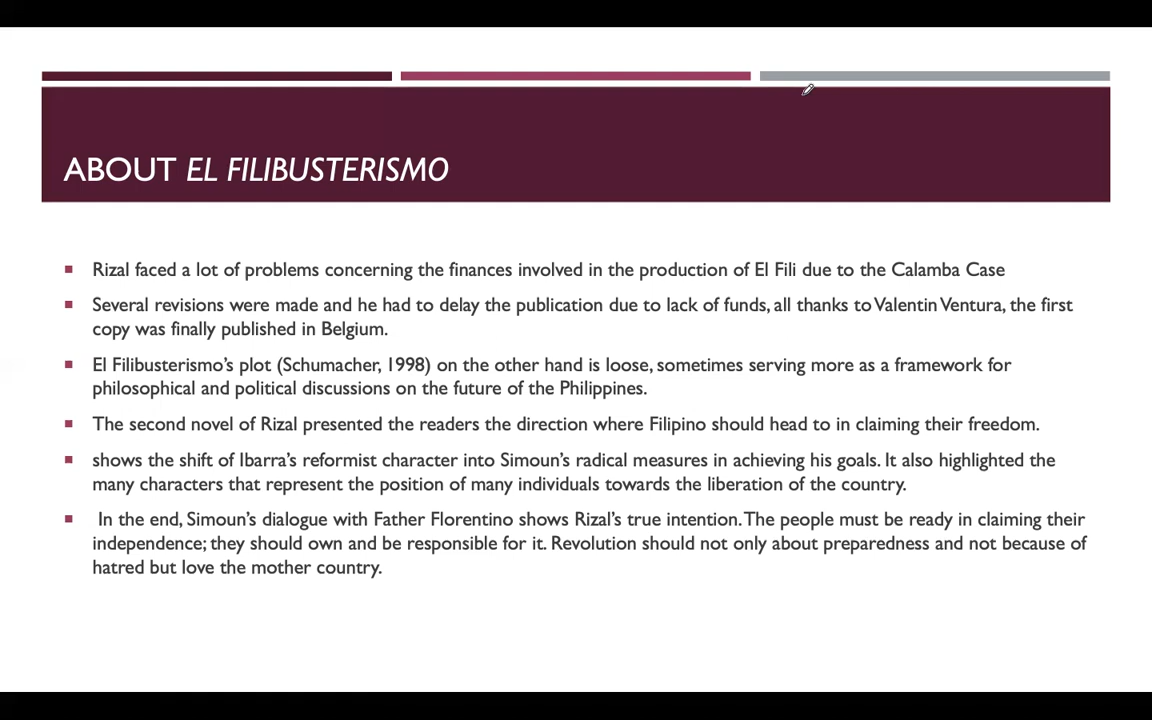 ABOUT EL FILIBUSTERISMO
Rizal faced a lot of problems concerning the finances involved in the production of El Fili due to the Calamba Case
Several revisions were made and he had to delay the publication due to lack of funds, all thanks to Valentin Ventura, the first
copy was finally published in Belgium.
El Filibusterismo's plot (Schumacher, 1998) on the other hand is loose, sometimes serving more as a framework for
philosophical and political discussions on the future of the Philippines.
The second novel of Rizal presented the readers the direction where Filipino should head to in claiming their freedom.
shows the shift of Ibarra's reformist character into Simoun's radical measures in achieving his goals. It also highlighted the
many characters that represent the position of many individuals towards the liberation of the country.
In the end, Simoun's dialogue with Father Florentino shows Rizal's true intention. The people must be ready in claiming their
independence; they should own and be responsible for it. Revolution should not only about preparedness and not because of
hatred but love the mother country.